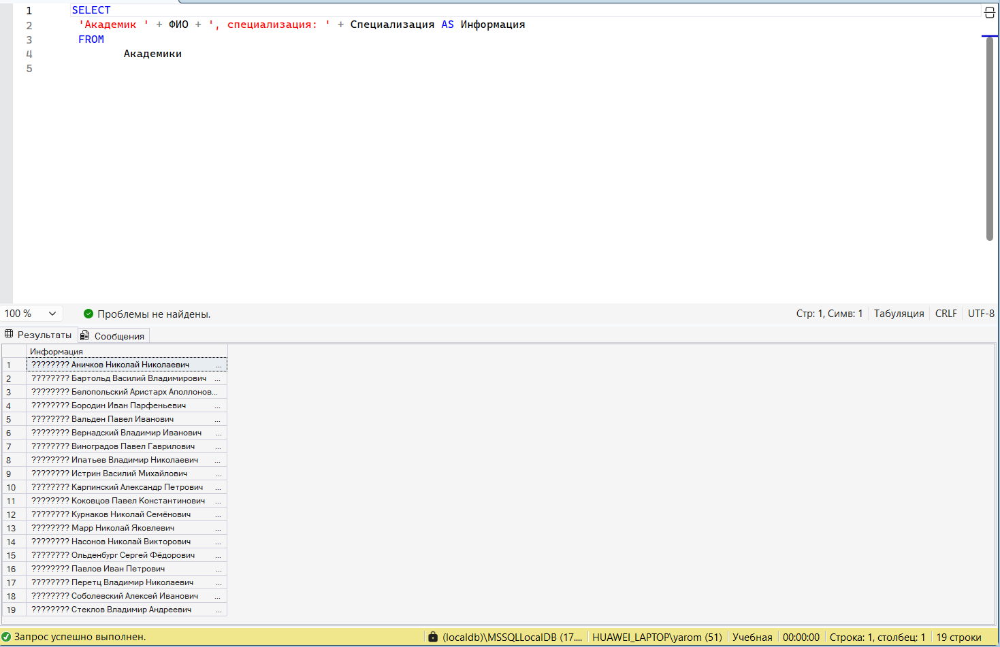 1 SELECT
2 'Академик ' + ФИО + ', специализация: ' + Специализация AS Информация
3 FROM
4 Академики
5
100 % Проблемы не найдены. Стр: 1, Симв: 1 Табуляция CRLF UTF-8
Результаты Сообщения
Информация
1 ???????? Аничков Николай Николаевич ...
2 ???????? Бартольд Василий Владимирович ...
3 ???????? Белопольский Аристарх Аполлонов...
4 ???????? Бородин Иван Парфеньевич ...
5 ???????? Вальден Павел Иванович ...
6 ???????? Вернадский Владимир Иванович ...
7 ???????? Виноградов Павел Гаврилович ...
8 ???????? Ипатьев Владимир Николаевич ...
9 ???????? Истрин Василий Михайлович ...
10 ???????? Карпинский Александр Петрович ...
11 ???????? Коковцов Павел Константинович ...
12 ???????? Курнаков Николай Семёнович ...
13 ???????? Марр Николай Яковлевич ...
14 ???????? Насонов Николай Викторович ...
15 ???????? Ольденбург Сергей Фёдорович ...
16 ???????? Павлов Иван Петрович ...
17 ???????? Перетц Владимир Николаевич ...
18 ???????? Соболевский Алексей Иванович ...
19 ???????? Стеклов Владимир Андреевич ...
Запрос успешно выполнен. (localdb)\MSSQLLocalDB (17.... HUAWEI_LAPTOP\yarom (51) Учебная 00:00:00 Строка: 1, столбец: 1 19 строки